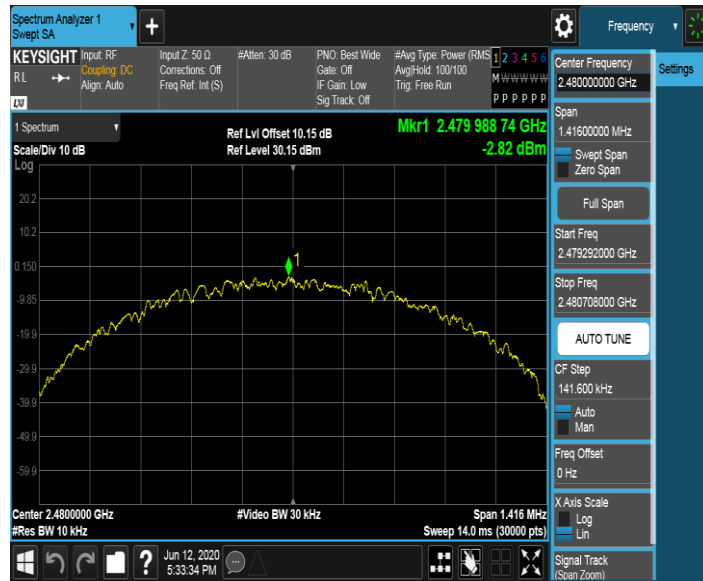 Spectrum Analyzer 1
Swept SA
Frequency
KEYSIGHT
RL
LXI
Input: RF
Coupling: DC
Align: Auto
Input Z: 50 Ω
Corrections: Off
Freq Ref: Int (S)
#Atten: 30 dB
PNO: Best Wide
Gate: Off
IF Gain: Low
Sig Track: Off
#Avg Type: Power (RMS
Avg|Hold: 100/100
Trig: Free Run
1 2 3 4 5 6
M W W W W W
P P P P P P
1 Spectrum
Scale/Div 10 dB
Log
Ref Lvl Offset 10.15 dB
Ref Level 30.15 dBm
Mkr1 2.479 988 74 GHz
-2.82 dBm
20.2
10.2
0.150
-9.85
-19.9
-29.9
-39.9
-49.9
-59.9
1
Center 2.4800000 GHz
#Res BW 10 kHz
#Video BW 30 kHz
Span 1.416 MHz
Sweep 14.0 ms (30000 pts)
Jun 12, 2020
5:33:34 PM
Center Frequency
2.480000000 GHz
Settings
Span
1.41600000 MHz
Swept Span
Zero Span
Full Span
Start Freq
2.479292000 GHz
Stop Freq
2.480708000 GHz
AUTO TUNE
CF Step
141.600 kHz
Auto
Man
Freq Offset
0 Hz
X Axis Scale
Log
Lin
Signal Track
(Span Zoom)